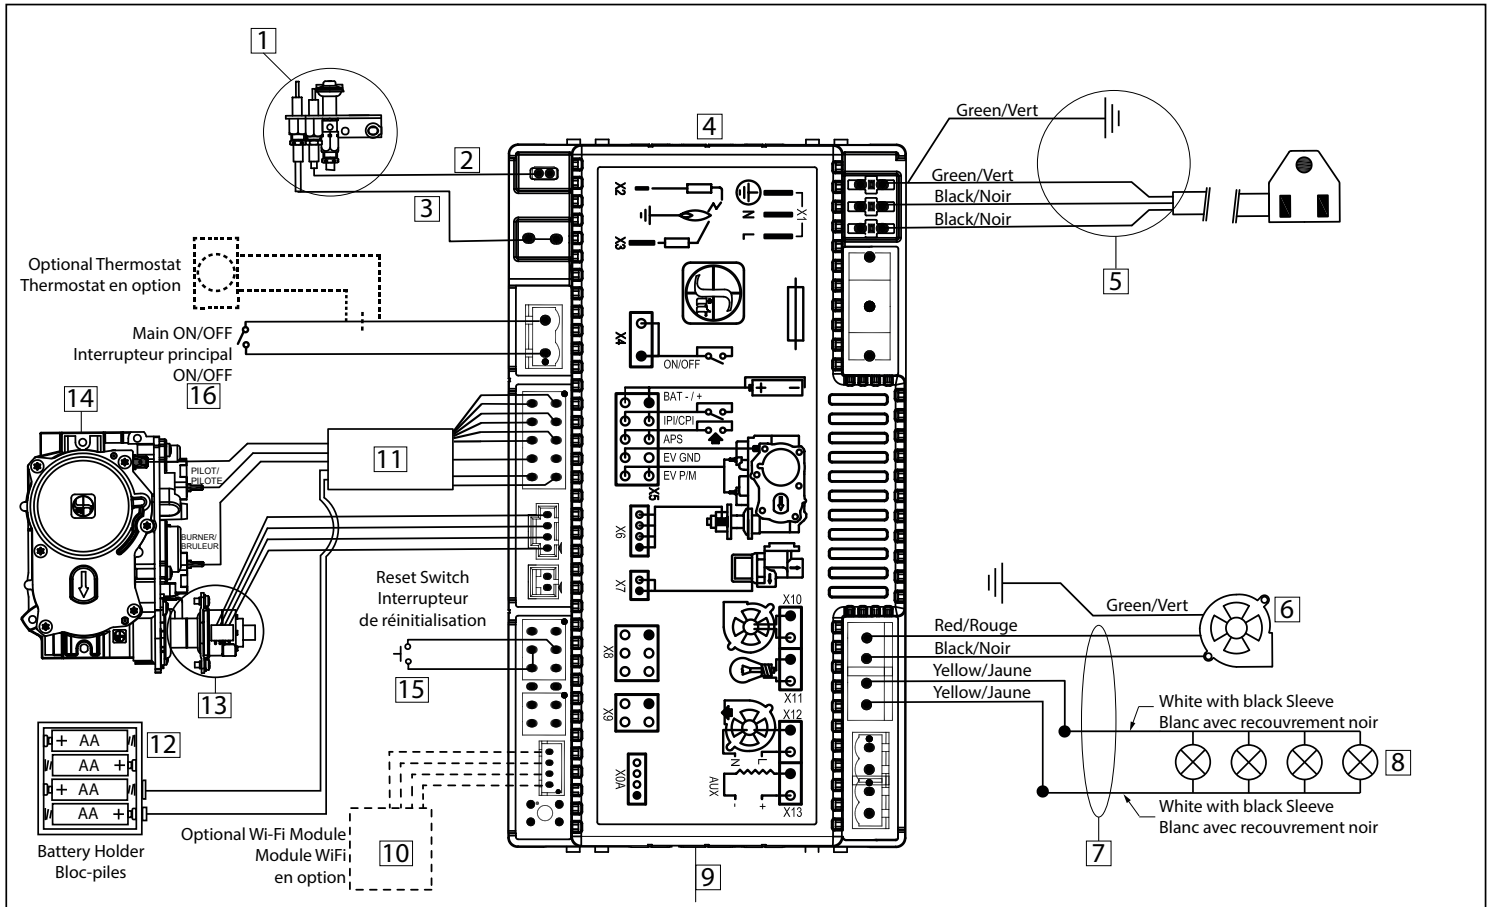 1
2
3
4
Green/Vert
Green/Vert
Black/Noir
Black/Noir
5
Optional Thermostat
Thermostat en option
Main ON/OFF
Interrupteur principal
ON/OFF
16
14
11
PILOT/
PILOTE
BURNER/
BRULEUR
13
Reset Switch
Interrupteur
de réinitialisation
15
12
+ AA
AA +
+ AA
AA +
Battery Holder
Bloc-piles
Optional Wi-Fi Module
Module WiFi
en option
10
X2
X3
X1
N
L
X4
ON/OFF
+ -
BAT - / +
IPI/CPI
APS
EV GND
EV P/M
X5
X6
X7
X8
X9
X0A
X10
X11
X12
N
L
AUX
- +
X13
9
Green/Vert
6
Red/Rouge
Black/Noir
Yellow/Jaune
Yellow/Jaune
White with black Sleeve
Blanc avec recouvrement noir
8
White with black Sleeve
Blanc avec recouvrement noir
7